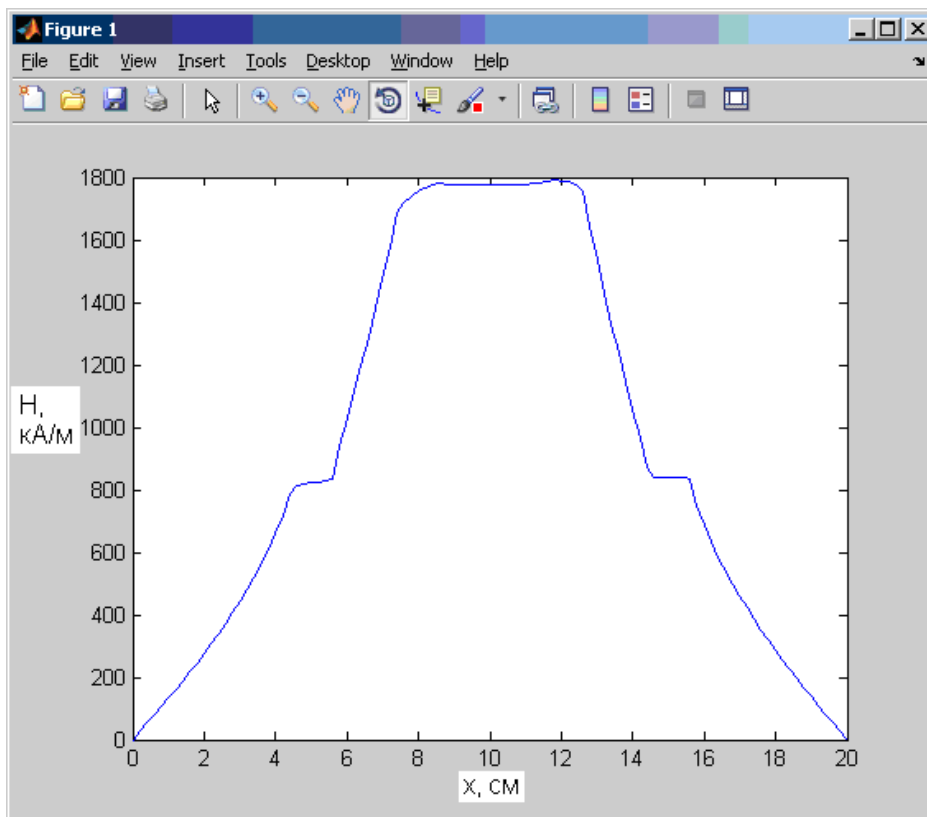 Figure 1
File Edit View Insert Tools Desktop Window Help
1800
1600
1400
1200
1000
800
600
400
200
0
Н,
кА/м
0 2 4 6 8 10 12 14 16 18 20
х, см